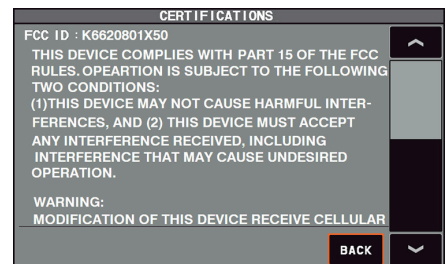 CERTIFICATIONS
FCC ID : K6620801X50
THIS DEVICE COMPLIES WITH PART 15 OF THE FCC
RULES. OPEARTION IS SUBJECT TO THE FOLLOWING
TWO CONDITIONS:
(1)THIS DEVICE MAY NOT CAUSE HARMFUL INTER-
FERENCES, AND (2) THIS DEVICE MUST ACCEPT
ANY INTERFERENCE RECEIVED, INCLUDING
INTERFERENCE THAT MAY CAUSE UNDESIRED
OPERATION.
WARNING:
MODIFICATION OF THIS DEVICE RECEIVE CELLULAR
BACK